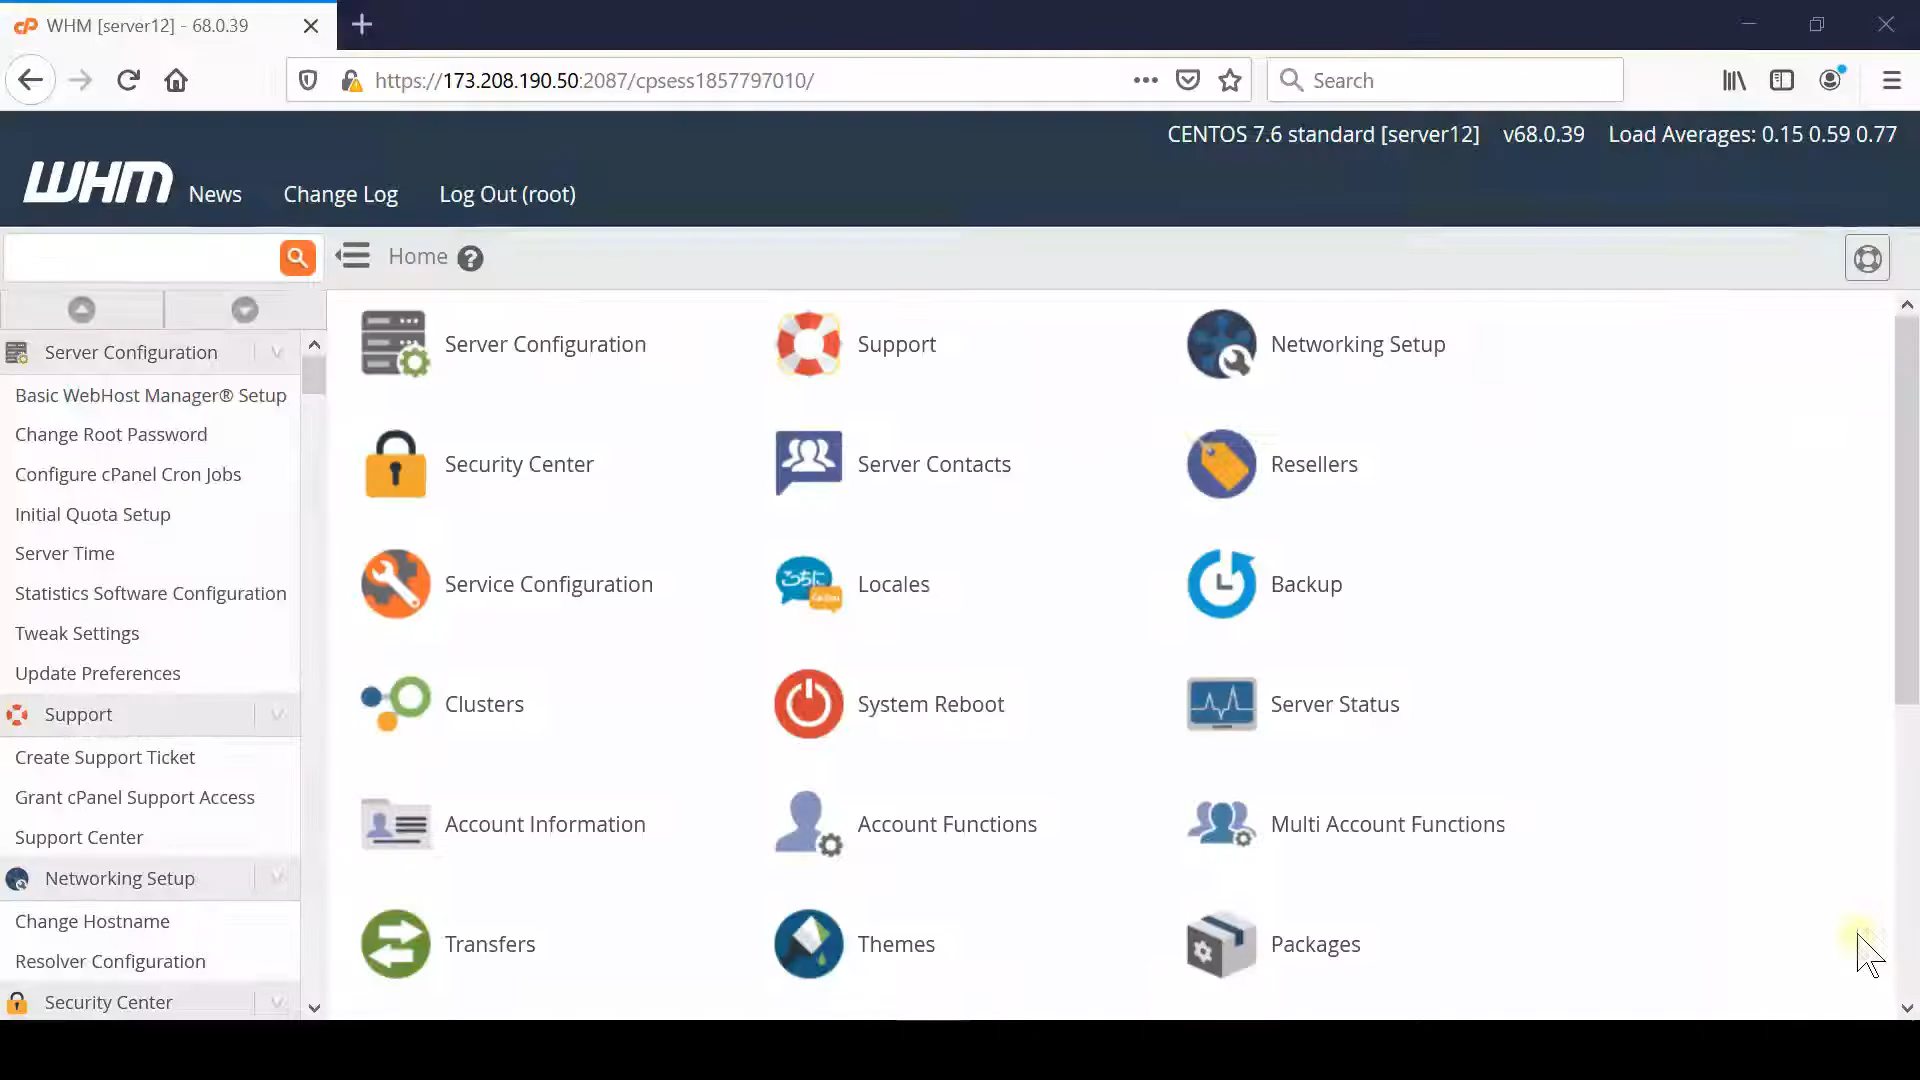 WHM [server12] - 68.0.39
https://173.208.190.50:2087/cpsess1857797010/
Search
CENTOS 7.6 standard [server12] v68.0.39 Load Averages: 0.15 0.59 0.77
WHM News Change Log Log Out (root)
Home
Server Configuration
Basic WebHost Manager® Setup
Change Root Password
Configure cPanel Cron Jobs
Initial Quota Setup
Server Time
Statistics Software Configuration
Tweak Settings
Update Preferences
Support
Create Support Ticket
Grant cPanel Support Access
Support Center
Networking Setup
Change Hostname
Resolver Configuration
Security Center
Server Configuration
Support
Networking Setup
Security Center
Server Contacts
Resellers
Service Configuration
Locales
Backup
Clusters
System Reboot
Server Status
Account Information
Account Functions
Multi Account Functions
Transfers
Themes
Packages